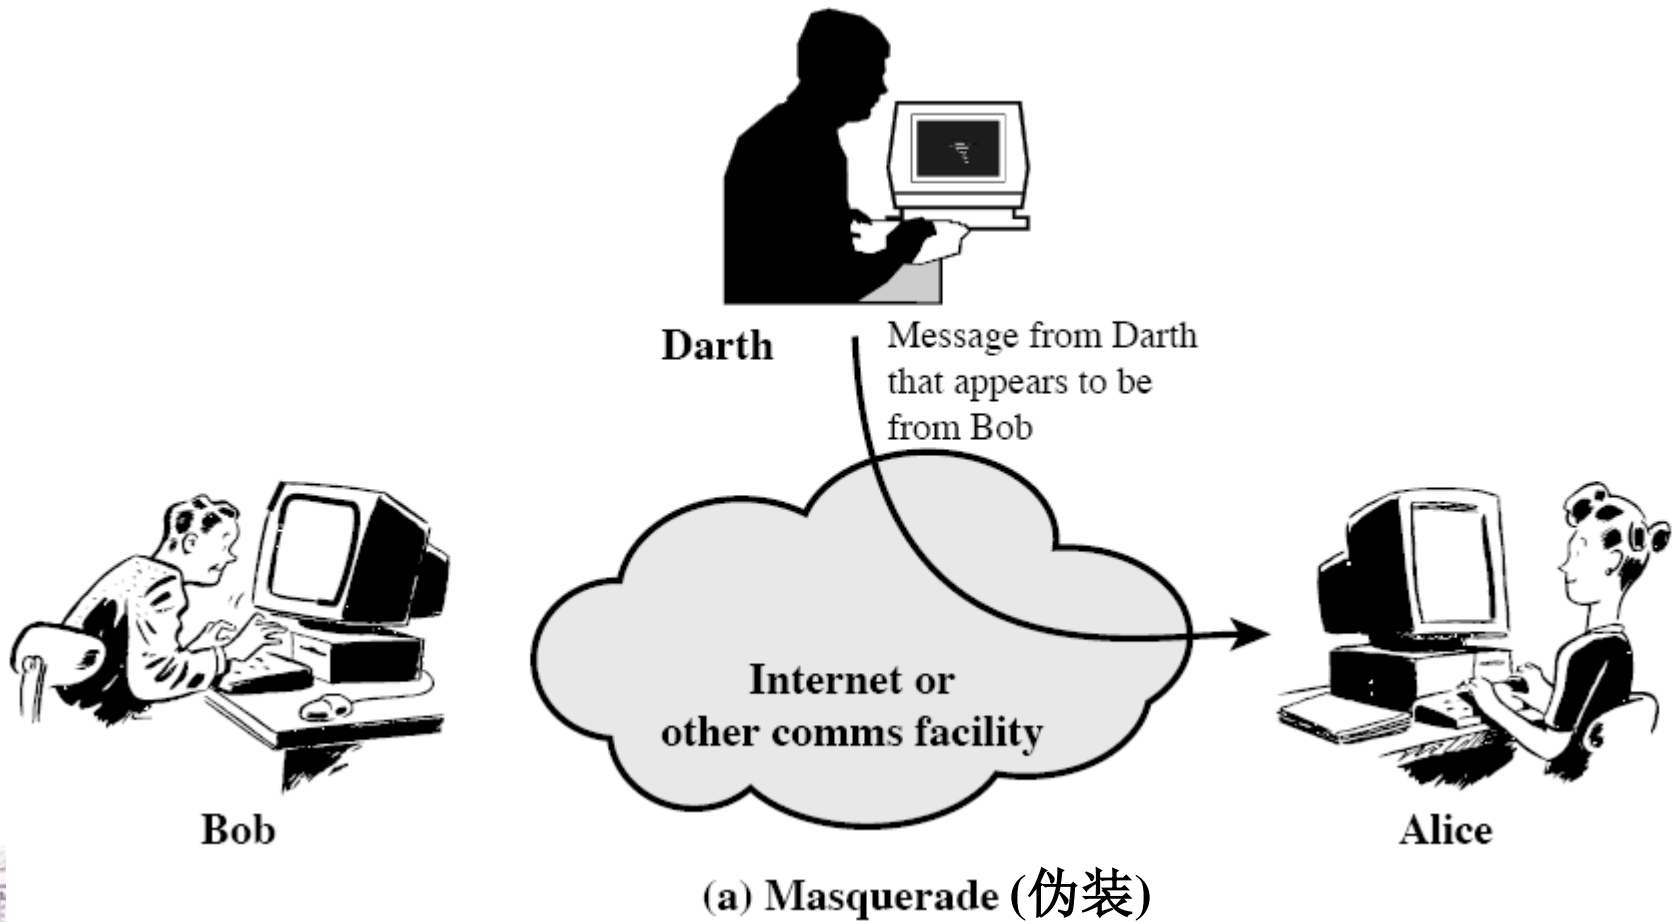 Darth
Message from Darth
that appears to be
from Bob
Internet or
other comms facility
Bob
Alice
(a) Masquerade (伪装)